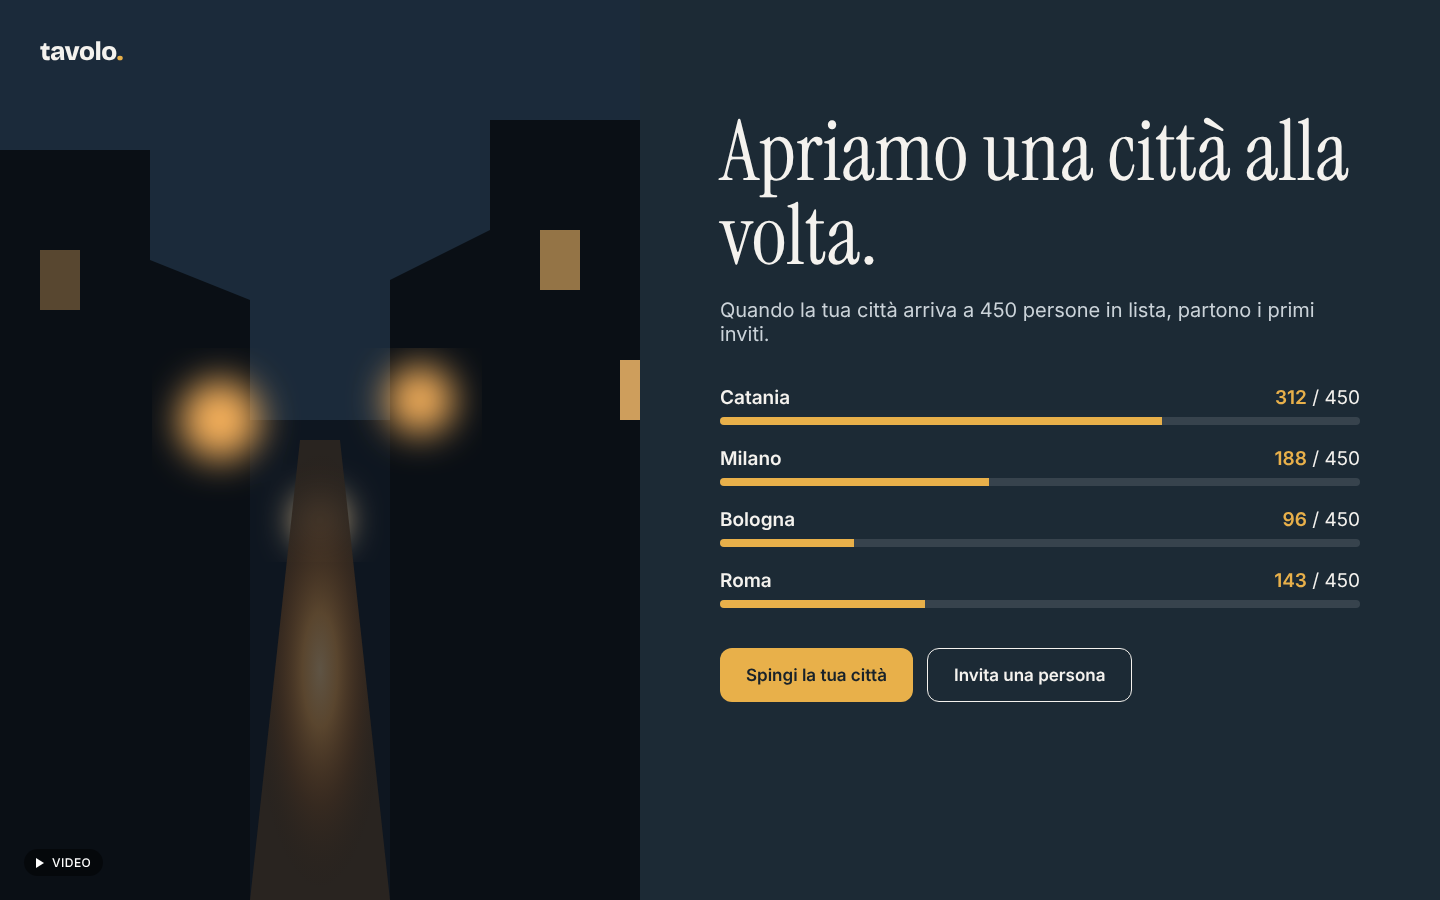 tavolo.
Apriamo una città alla
volta.
Quando la tua città arriva a 450 persone in lista, partono i primi
inviti.
Catania 312 / 450
Milano 188 / 450
Bologna 96 / 450
Roma 143 / 450
Spingi la tua città Invita una persona
VIDEO